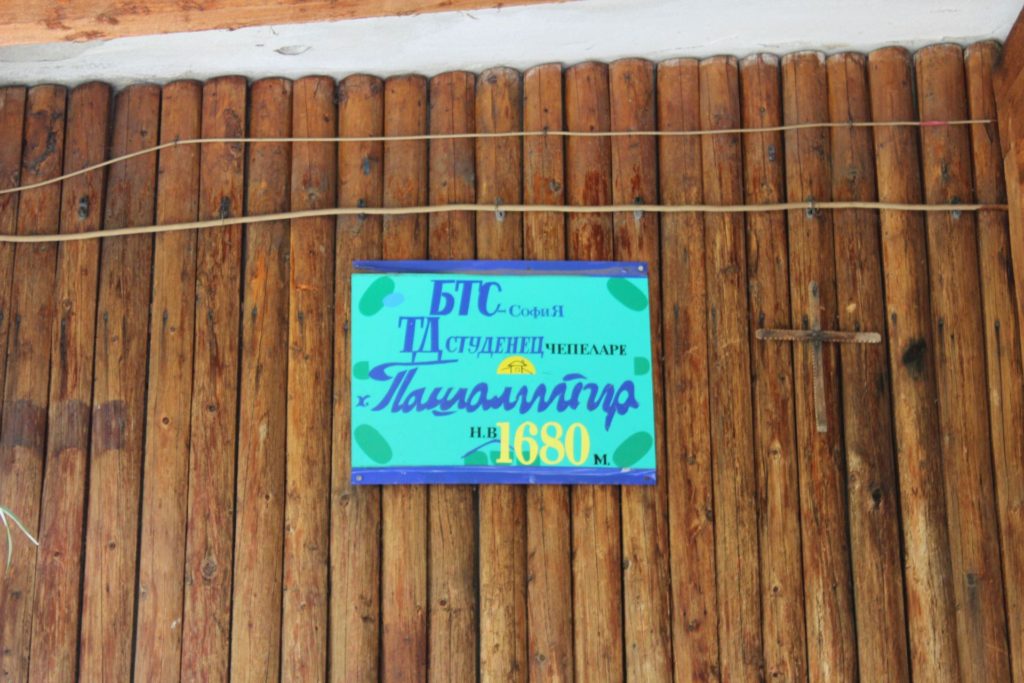 БТС-СофиЯ
ТД СТУДЕНЕЦ ЧЕПЕЛАРЕ
х. Пашалийца
Н.В 1680 М.